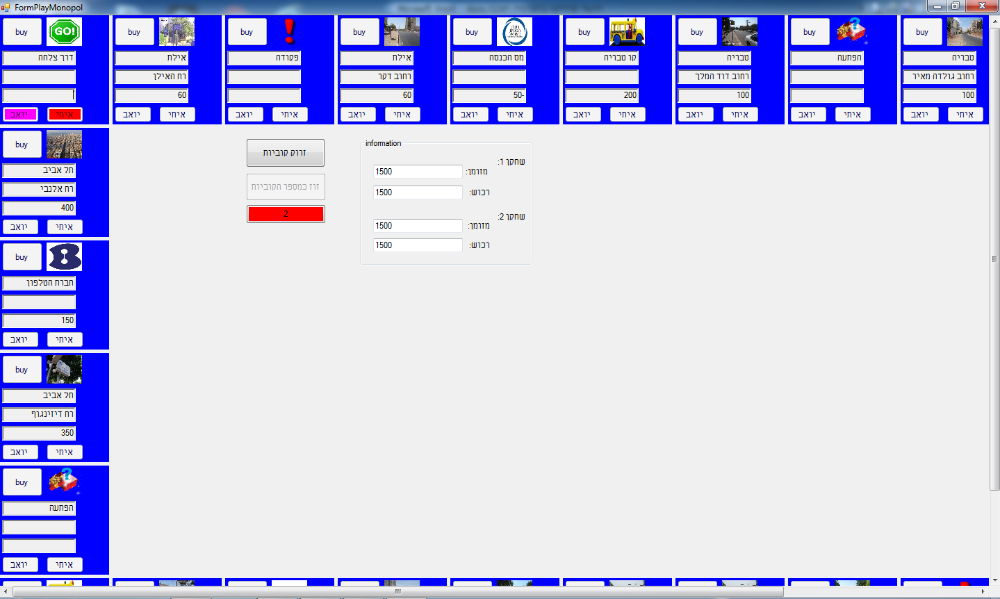 FormPlayMonopol
buy
GO!
דרך צלחה
יואב
איתי
buy
אילת
רח האילן
60
יואב
איתי
buy
פקודה
יואב
איתי
buy
אילת
רחוב דקר
60
יואב
איתי
buy
מס הכנסה
50-
יואב
איתי
buy
קו טבריה
200
יואב
איתי
buy
טבריה
רחוב דוד המלך
100
יואב
איתי
buy
הפתעה
יואב
איתי
buy
טבריה
רחוב גולדה מאיר
100
יואב
איתי
buy
תל אביב
רח אלנבי
400
יואב
איתי
זרוק קוביות
זוז כמספר הקוביות
2
information
שחקן 1:
מזומן:
1500
רכוש:
1500
שחקן 2:
מזומן:
1500
רכוש:
1500
buy
חברת הטלפון
150
יואב
איתי
buy
תל אביב
רח דיזינגוף
350
יואב
איתי
buy
הפתעה
יואב
איתי